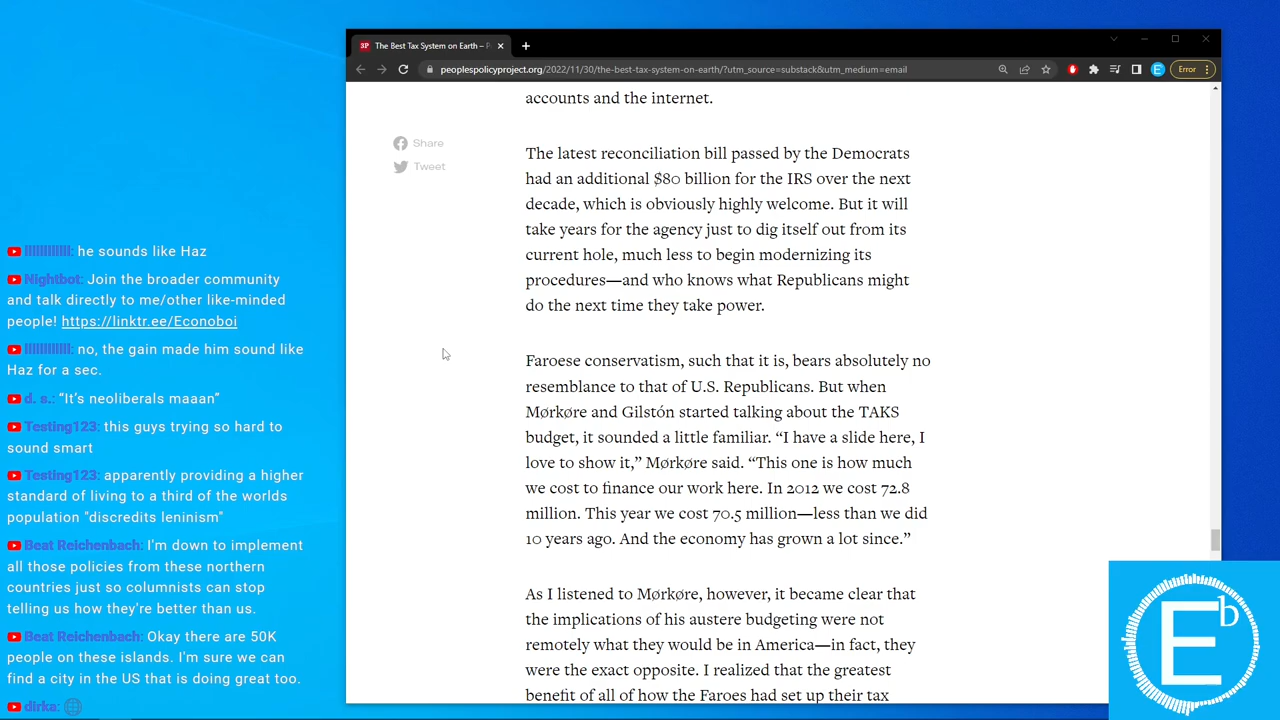 The Best Tax System on Earth – P
peoplespolicyproject.org/2022/11/30/the-best-tax-system-on-earth/?utm_source=substack&utm_medium=email
Error
accounts and the internet.
Share
Tweet
The latest reconciliation bill passed by the Democrats
had an additional $80 billion for the IRS over the next
decade, which is obviously highly welcome. But it will
take years for the agency just to dig itself out from its
current hole, much less to begin modernizing its
procedures—and who knows what Republicans might
do the next time they take power.
Faroese conservatism, such that it is, bears absolutely no
resemblance to that of U.S. Republicans. But when
Mørkøre and Gilstón started talking about the TAKS
budget, it sounded a little familiar. “I have a slide here, I
love to show it,” Mørkøre said. “This one is how much
we cost to finance our work here. In 2012 we cost 72.8
million. This year we cost 70.5 million—less than we did
10 years ago. And the economy has grown a lot since.”
As I listened to Mørkøre, however, it became clear that
the implications of his austere budgeting were not
remotely what they would be in America—in fact, they
were the exact opposite. I realized that the greatest
benefit of all of how the Faroes had set up their tax
he sounds like Haz
Nightbot: Join the broader community
and talk directly to me/other like-minded
people! https://linktr.ee/Econoboi
no, the gain made him sound like
Haz for a sec.
d. s.: “It’s neoliberals maaan”
Testing123: this guys trying so hard to
sound smart
Testing123: apparently providing a higher
standard of living to a third of the worlds
population "discredits leninism"
Beat Reichenbach: I'm down to implement
all those policies from these northern
countries just so columnists can stop
telling us how they're better than us.
Beat Reichenbach: Okay there are 50K
people on these islands. I'm sure we can
find a city in the US that is doing great too.
dirka:
Eb